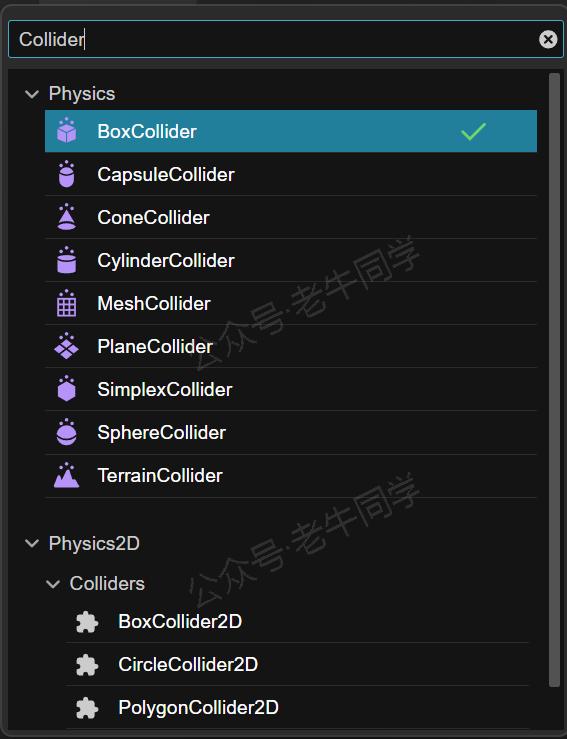 Collider
Physics
BoxCollider
CapsuleCollider
ConeCollider
CylinderCollider
MeshCollider
PlaneCollider
SimplexCollider
SphereCollider
TerrainCollider
Physics2D
Colliders
BoxCollider2D
CircleCollider2D
PolygonCollider2D
公众号·老牛同学
公众号·老牛同学